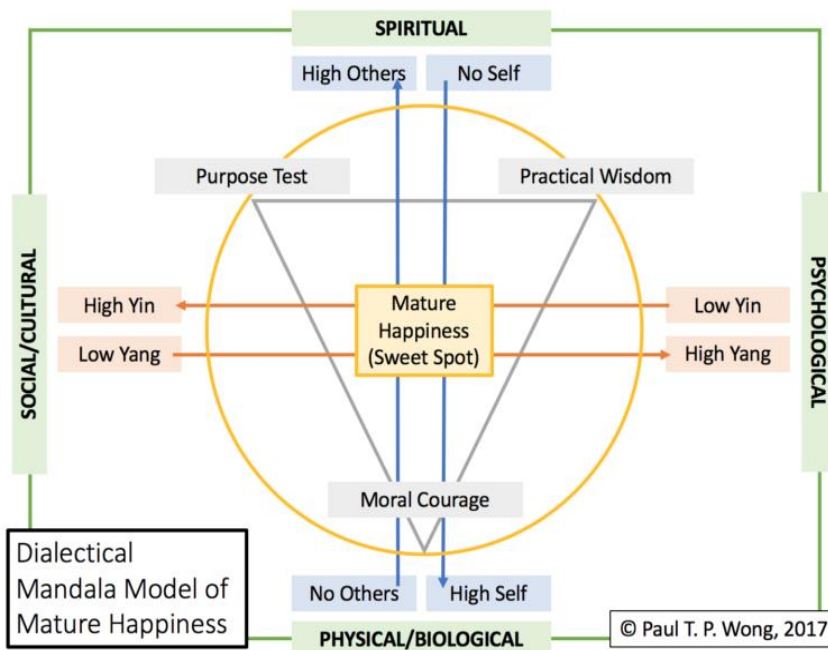 SPIRITUAL
High Others
No Self
Purpose Test
Practical Wisdom
SOCIAL/CULTURAL
PSYCHOLOGICAL
High Yin
Mature
Happiness
(Sweet Spot)
Low Yin
Low Yang
High Yang
Moral Courage
Dialectical
Mandala Model of
Mature Happiness
No Others
High Self
© Paul T. P. Wong, 2017
PHYSICAL/BIOLOGICAL